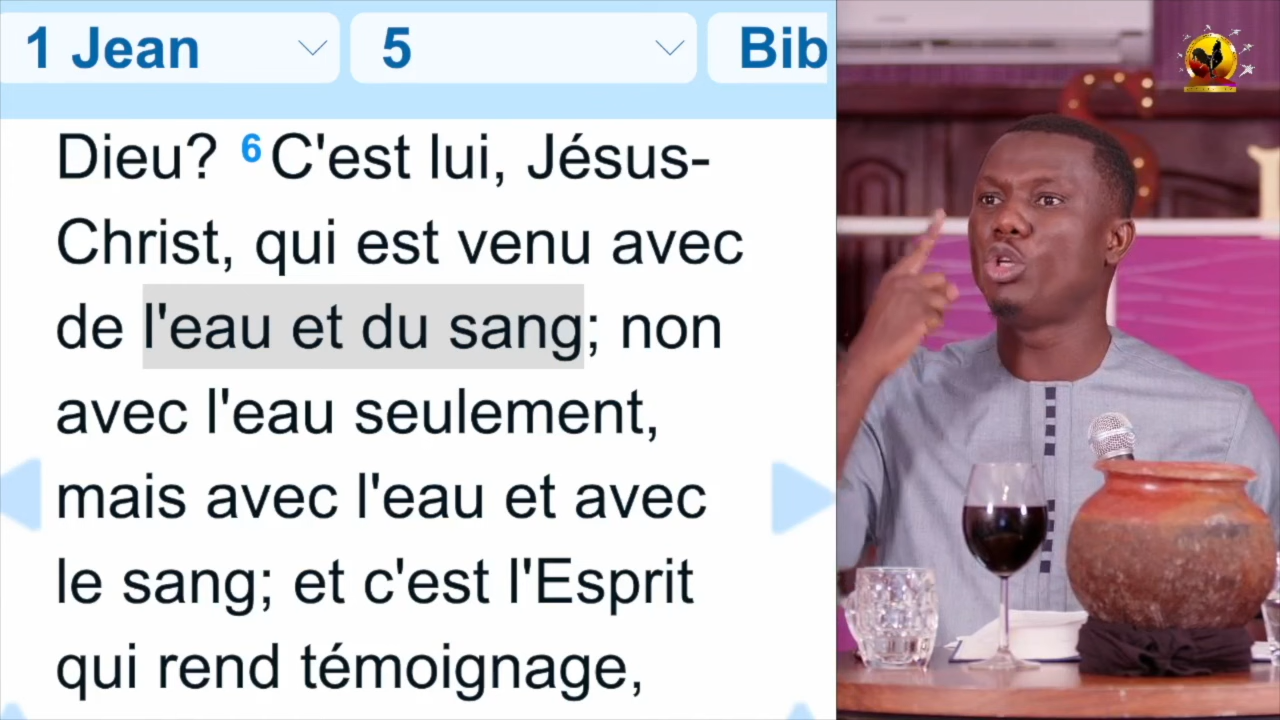 1 Jean
5
Bib
Dieu? 6 C'est lui, Jésus-
Christ, qui est venu avec
de l'eau et du sang; non
avec l'eau seulement,
mais avec l'eau et avec
le sang; et c'est l'Esprit
qui rend témoignage,